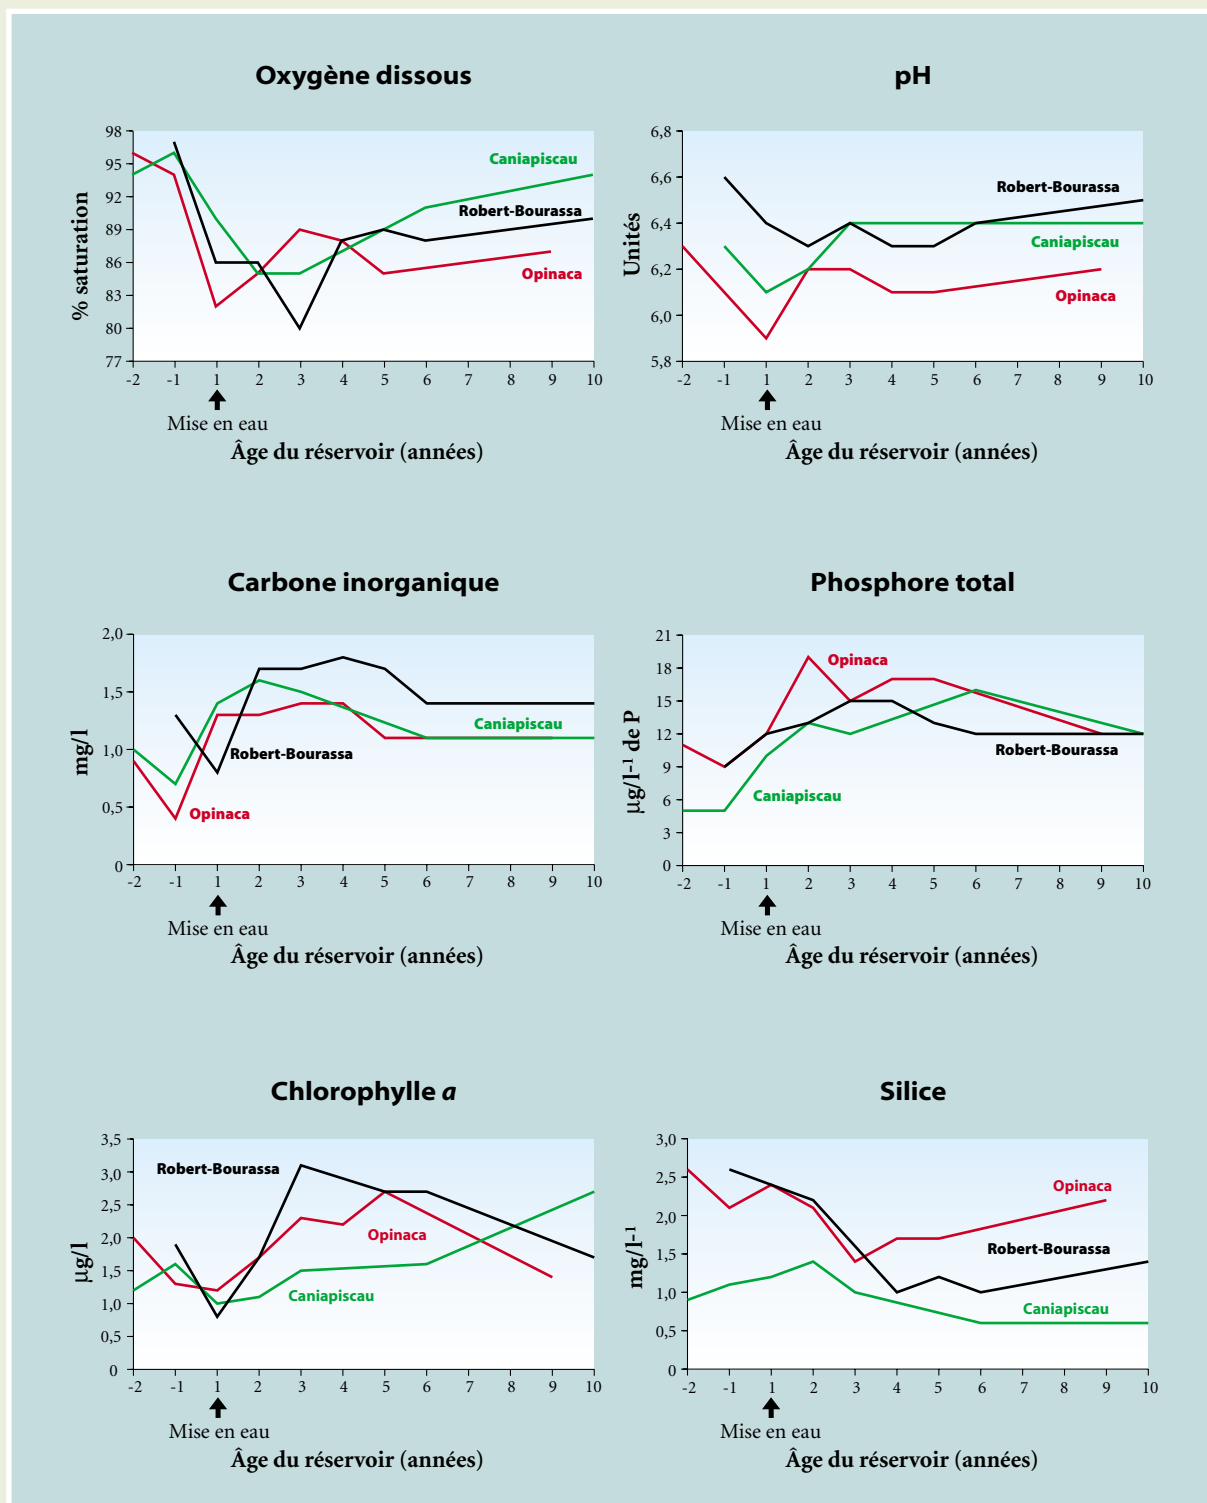 Oxygène dissous
98
95
92
89
86
83
80
77
% saturation
Caniapiscau
Robert-Bourassa
Opinaca
-2 -1 1 2 3 4 5 6 7 8 9 10
Mise en eau
Âge du réservoir (années)
pH
6,8
6,6
6,4
6,2
6,0
5,8
Unités
Robert-Bourassa
Caniapiscau
Opinaca
-2 -1 1 2 3 4 5 6 7 8 9 10
Mise en eau
Âge du réservoir (années)
Carbone inorganique
2,0
1,5
1,0
0,5
0
mg/l
Caniapiscau
Robert-Bourassa
Opinaca
-2 -1 1 2 3 4 5 6 7 8 9 10
Mise en eau
Âge du réservoir (années)
Phosphore total
21
18
15
12
9
6
3
0
µg/l-¹ de P
Opinaca
Robert-Bourassa
Caniapiscau
-2 -1 1 2 3 4 5 6 7 8 9 10
Mise en eau
Âge du réservoir (années)
Chlorophylle a
3,5
3,0
2,5
2,0
1,5
1,0
0,5
0
µg/l
Robert-Bourassa
Opinaca
Caniapiscau
-2 -1 1 2 3 4 5 6 7 8 9 10
Mise en eau
Âge du réservoir (années)
Silice
3,0
2,5
2,0
1,5
1,0
0,5
0
mg/l-¹
Opinaca
Robert-Bourassa
Caniapiscau
-2 -1 1 2 3 4 5 6 7 8 9 10
Mise en eau
Âge du réservoir (années)